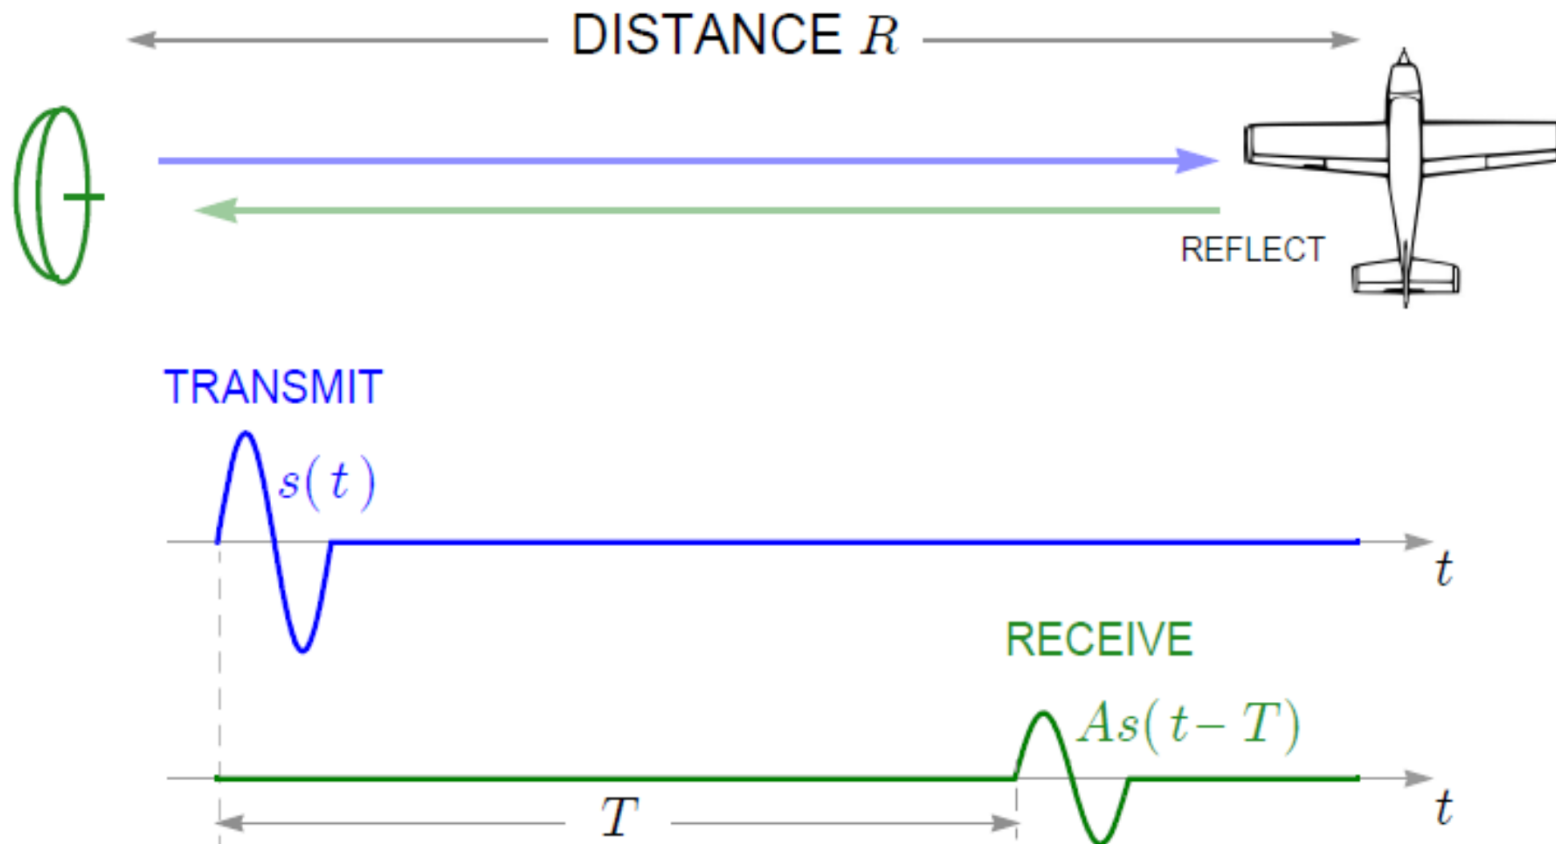 DISTANCE R
REFLECT
TRANSMIT
s( t )
t
RECEIVE
As( t− T)
T
t